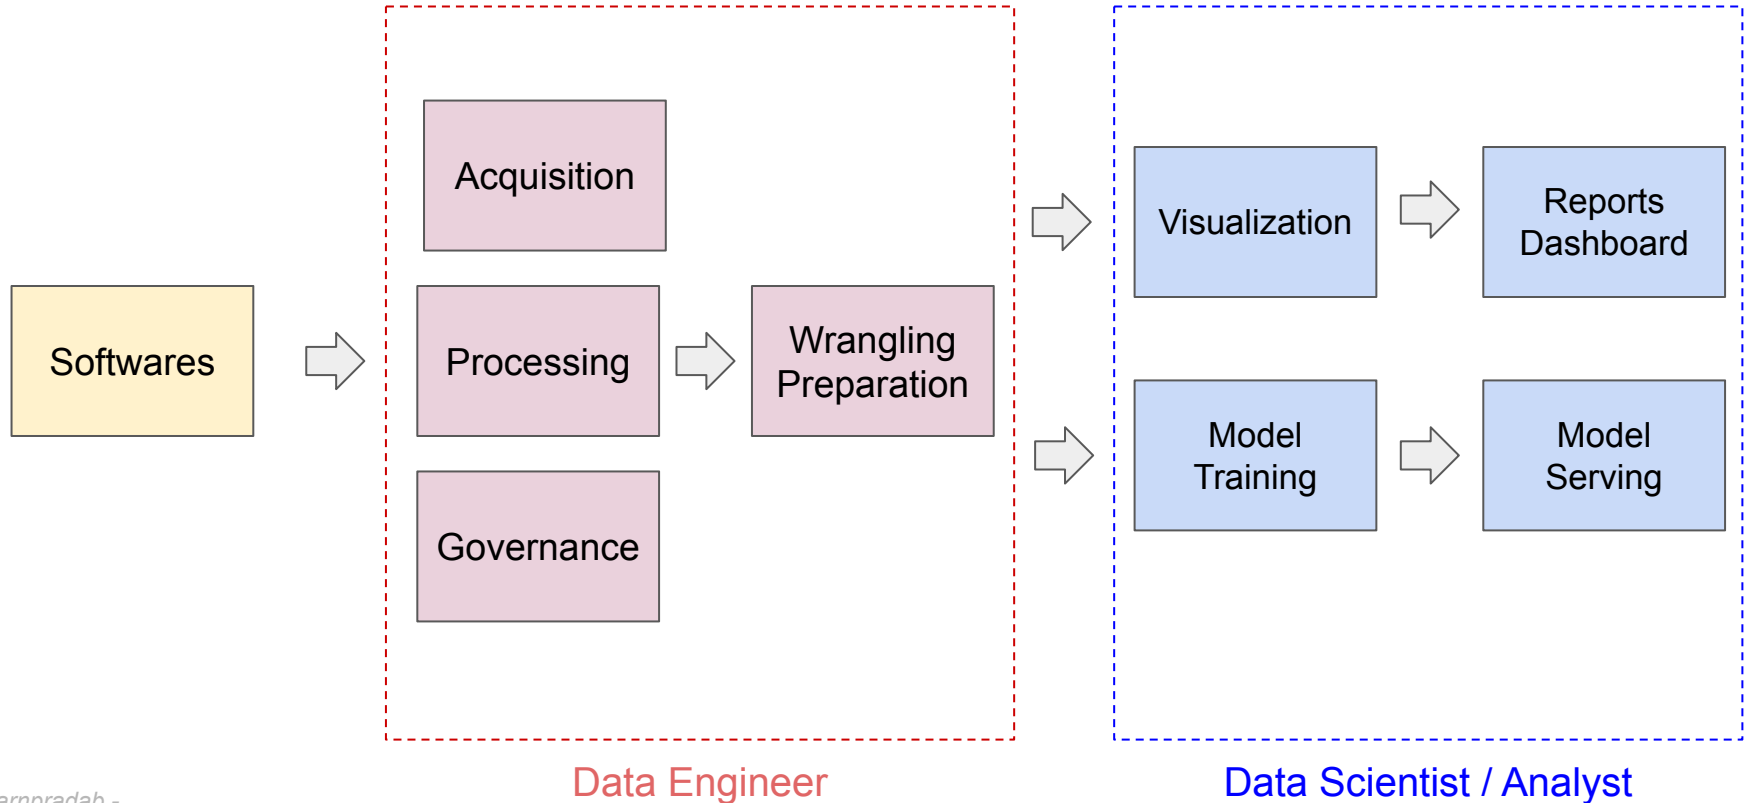 Softwares
Acquisition
Processing
Governance
Wrangling
Preparation
Visualization
Reports
Dashboard
Model
Training
Model
Serving
Data Engineer
Data Scientist / Analyst